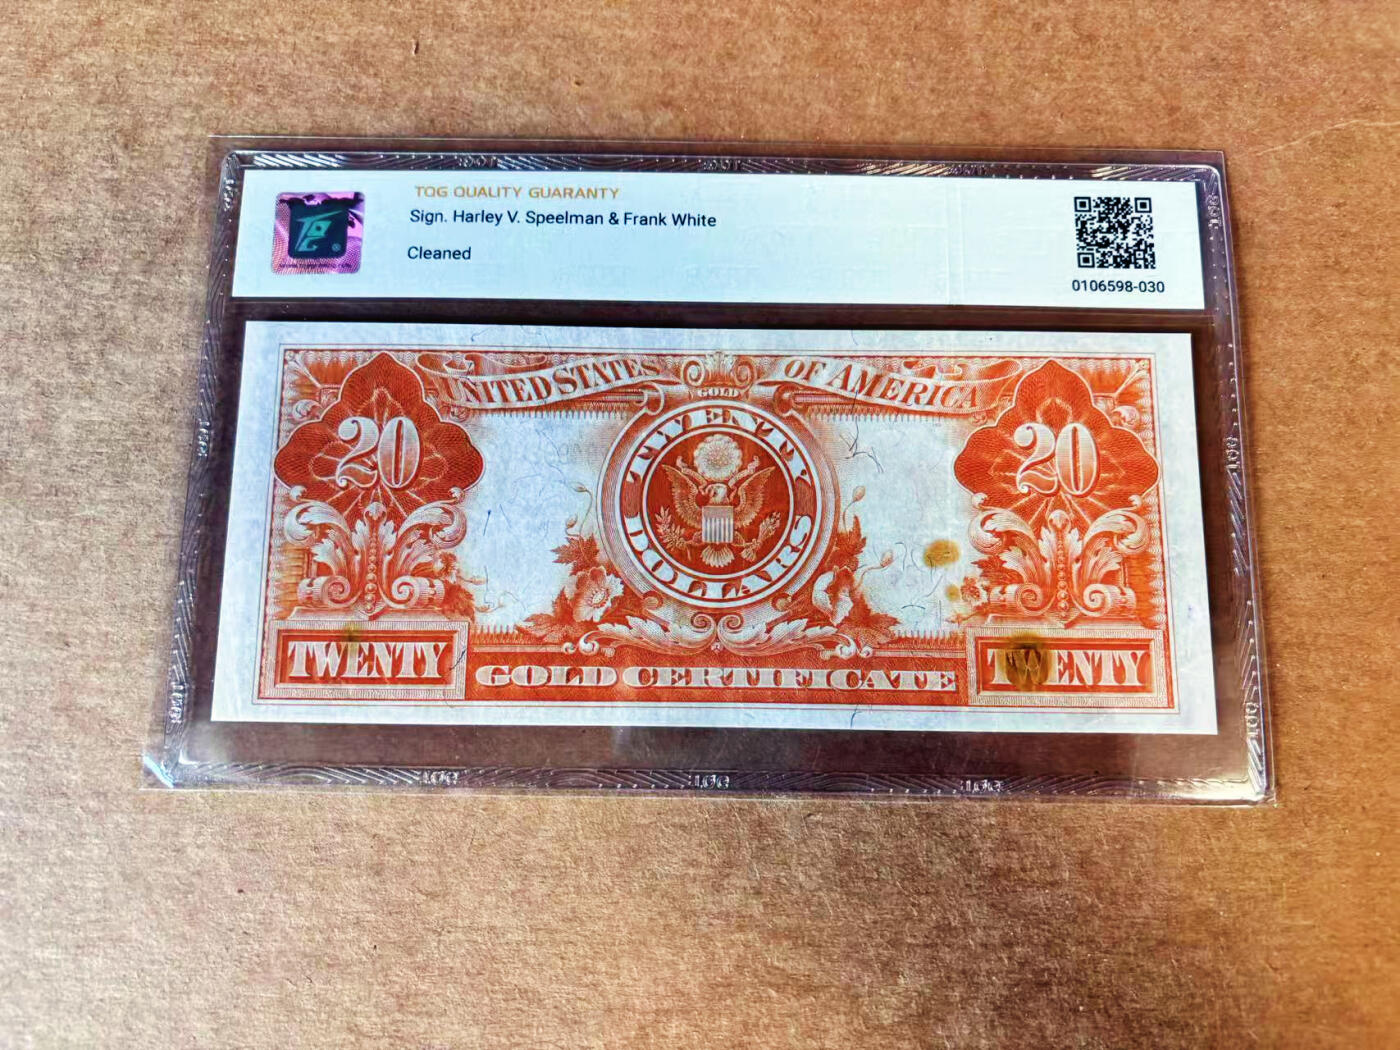 TQG QUALITY GUARANTY
Sign. Harley V. Speelman & Frank White
Cleaned
0106598-030
UNITED STATES OF AMERICA
GOLD
20 20
TWENTY
DOLLARS
TWENTY TWENTY
GOLD CERTIFICATE